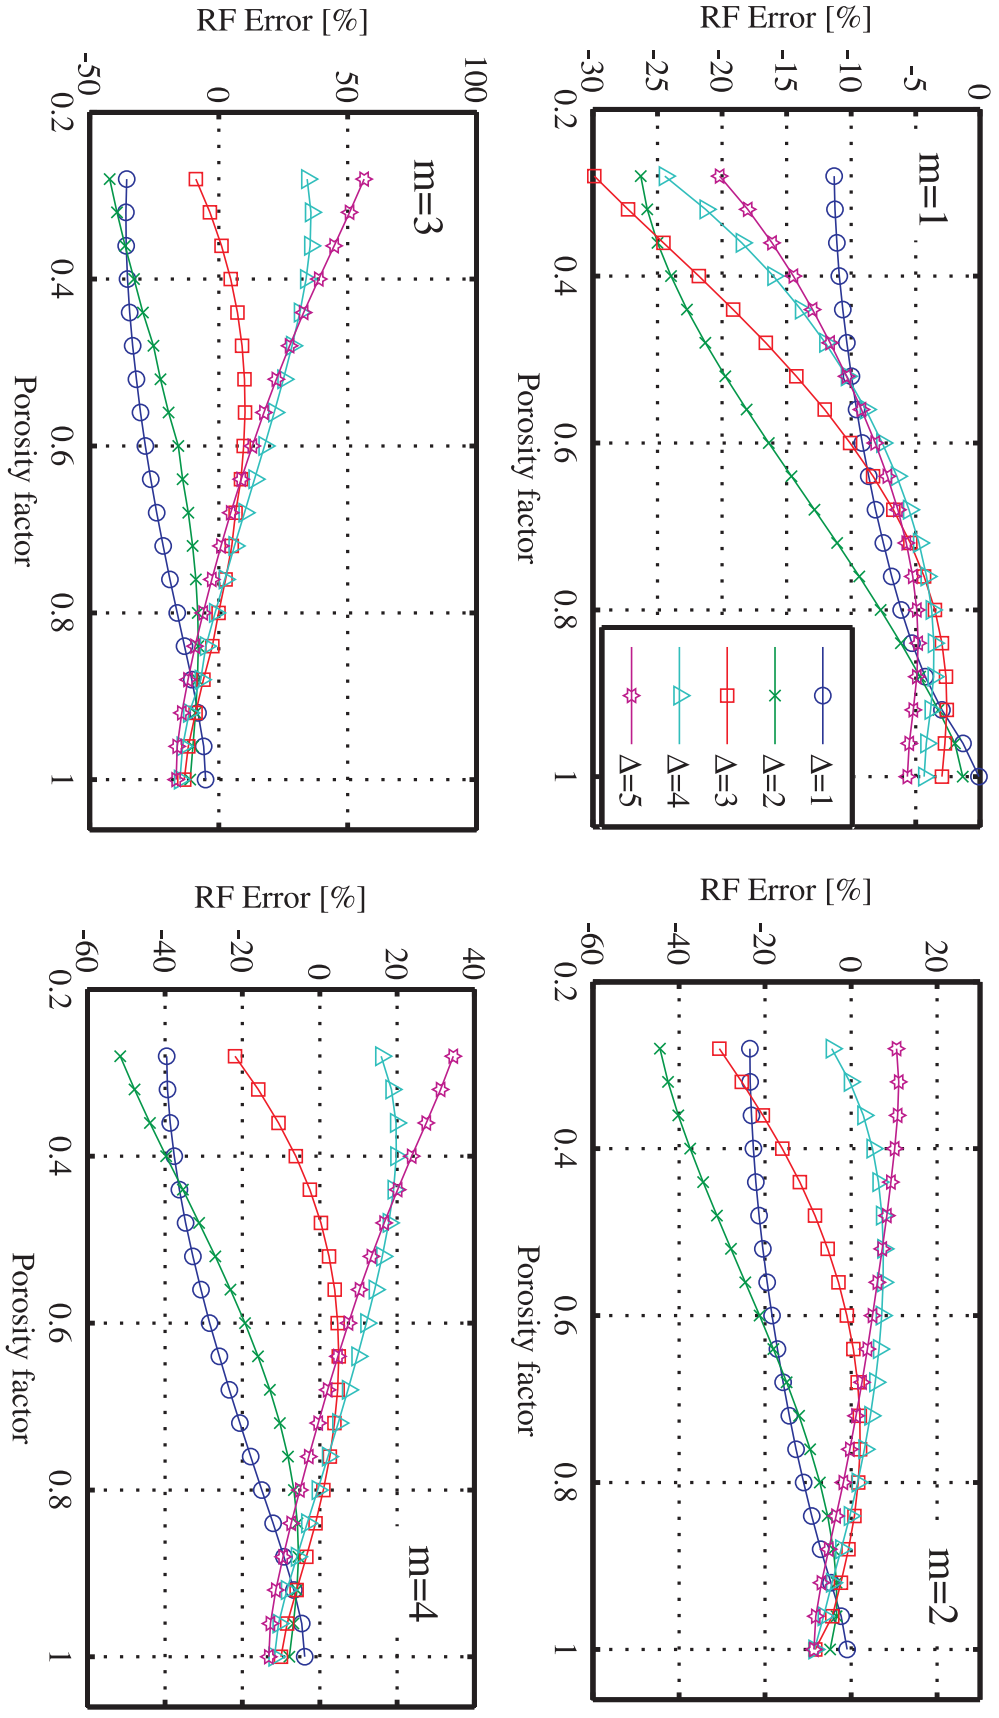 RF Error [%]
0
-5
-10
-15
-20
-25
-30
0.2 0.4 0.6 0.8 1
Porosity factor
m=1
Δ=1
Δ=2
Δ=3
Δ=4
Δ=5
RF Error [%]
20
0
-20
-40
-60
0.2 0.4 0.6 0.8 1
Porosity factor
m=2
RF Error [%]
100
50
0
-50
0.2 0.4 0.6 0.8 1
Porosity factor
m=3
RF Error [%]
40
20
0
-20
-40
-60
0.2 0.4 0.6 0.8 1
Porosity factor
m=4